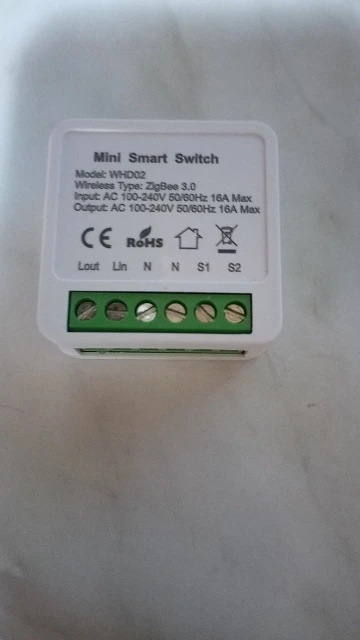 Mini Smart Switch
Model: WHD02
Wireless Type: ZigBee 3.0
Input: AC 100-240V 50/60Hz 16A Max
Output: AC 100-240V 50/60Hz 16A Max
CE RoHS
Lout Lin N N S1 S2